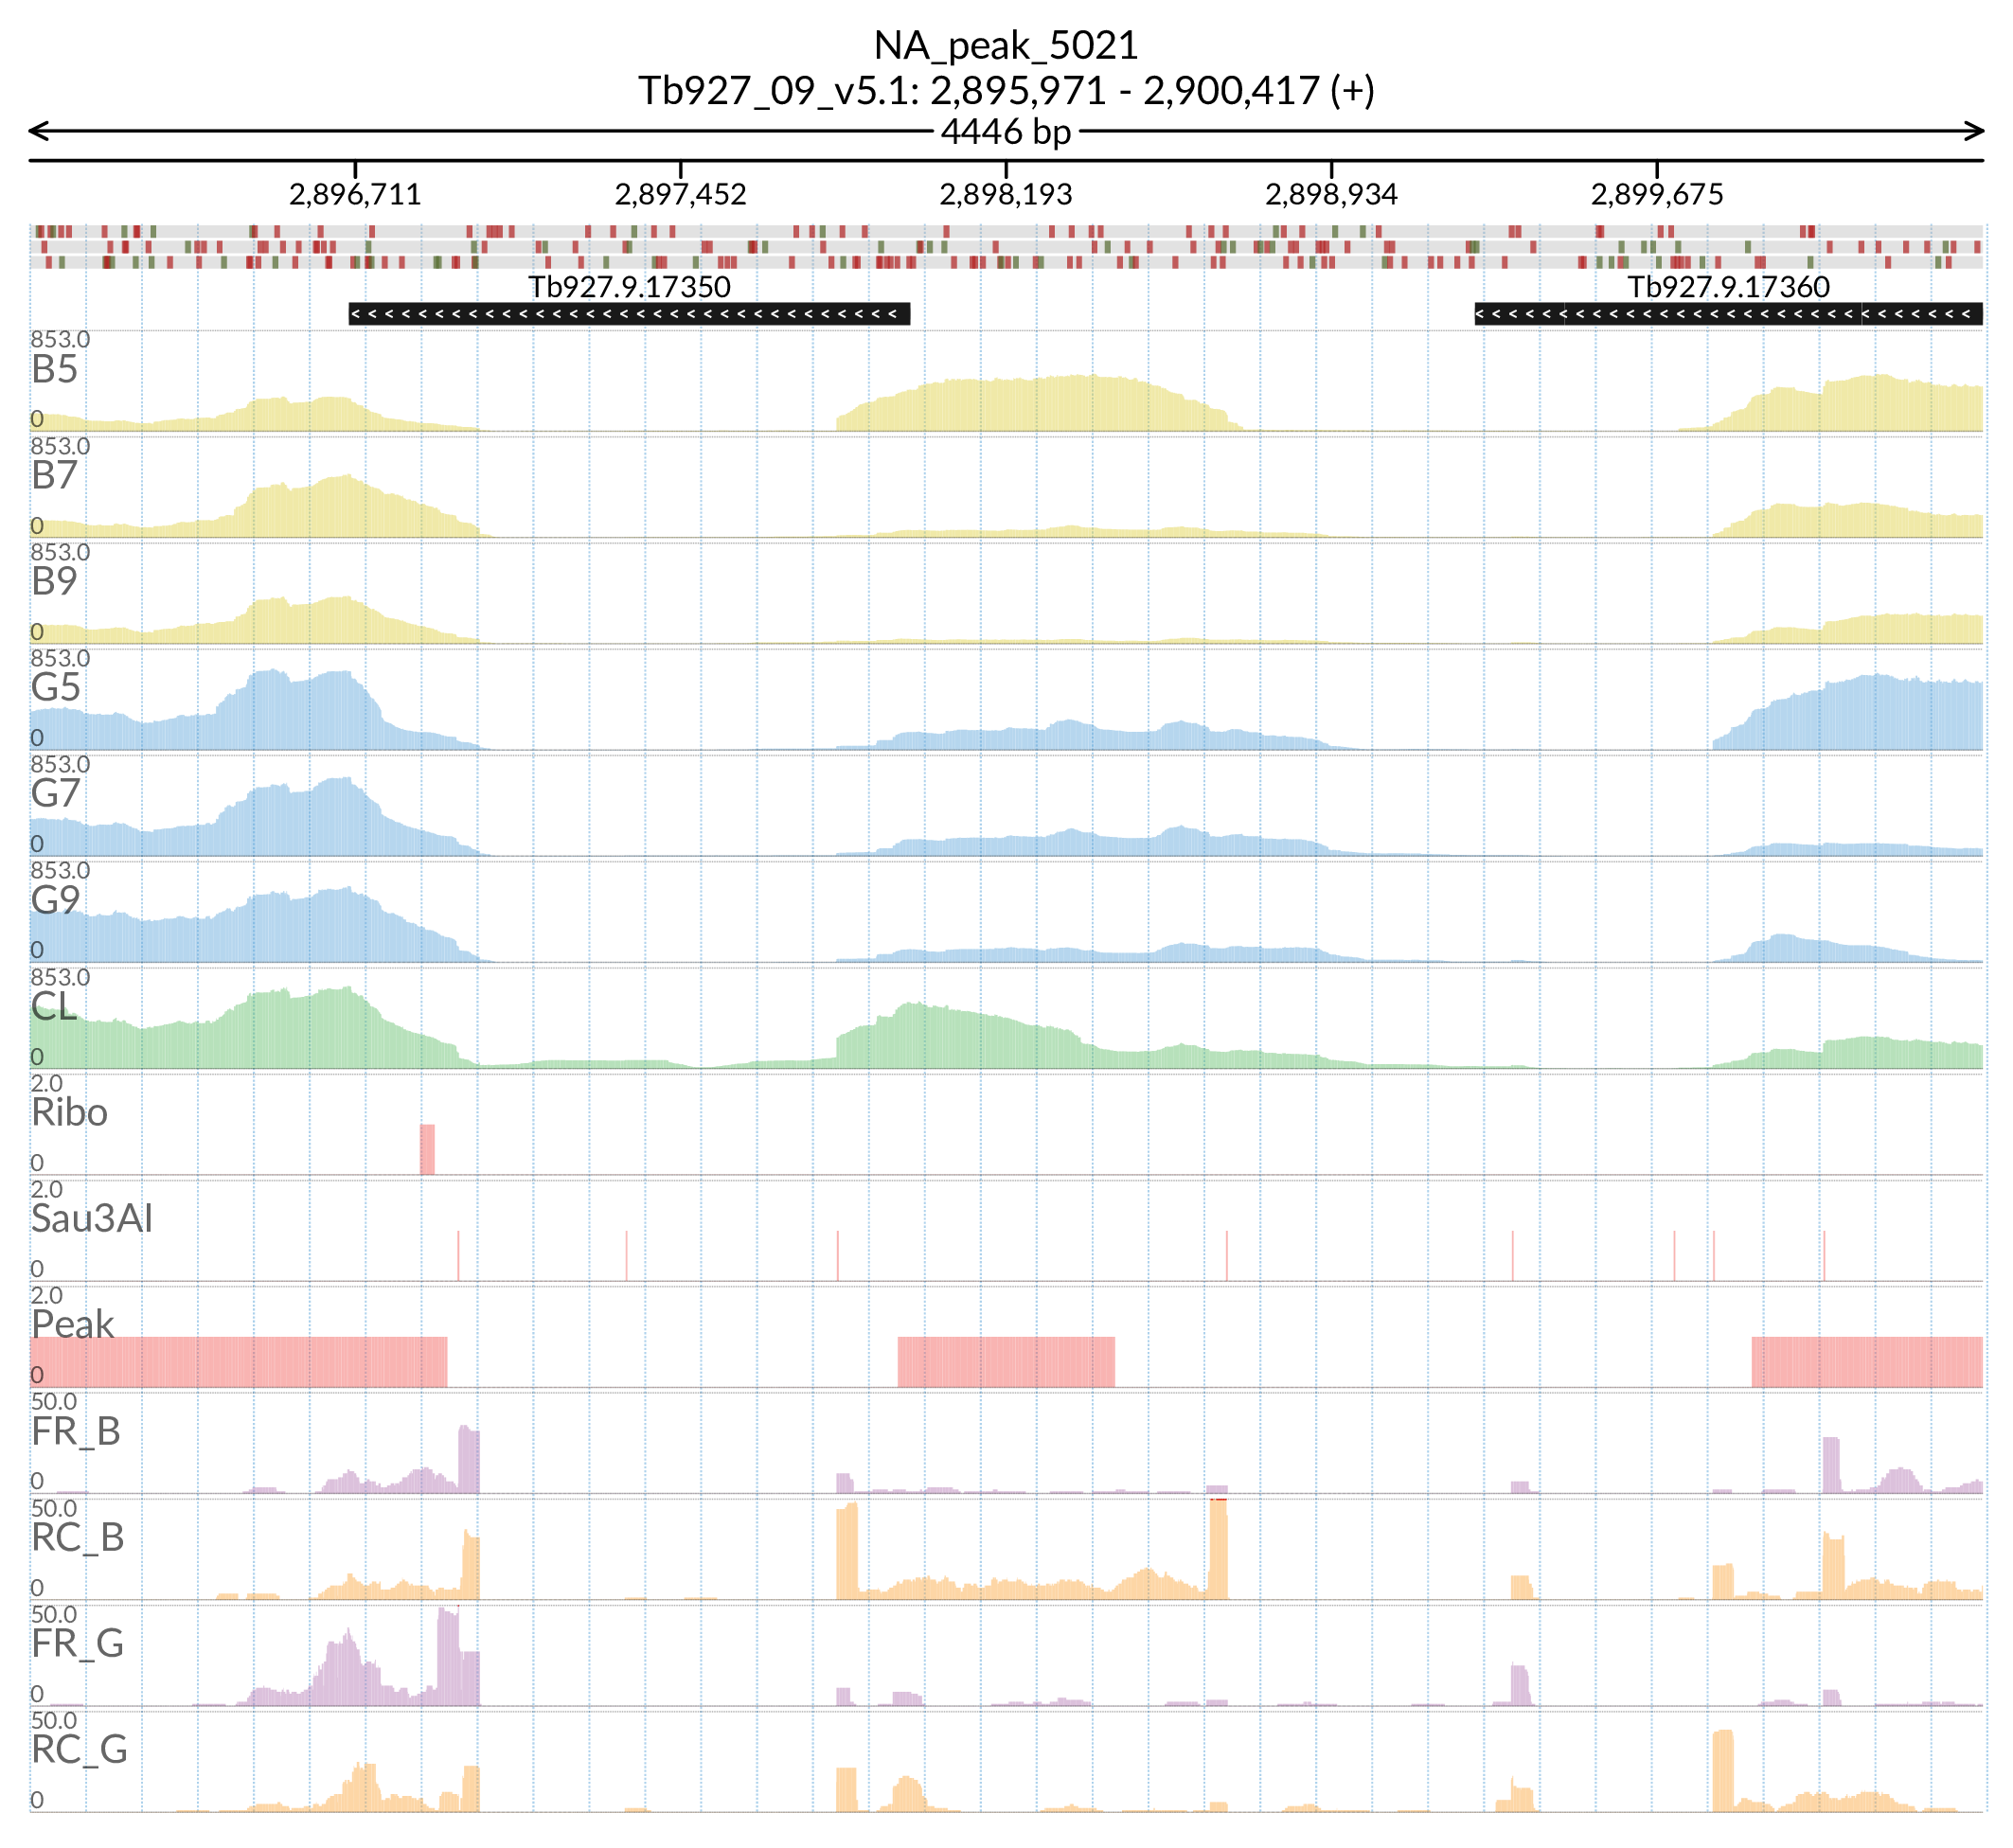 NA_peak_5021
Tb927_09_v5.1: 2,895,971 - 2,900,417 (+)
4446 bp
2,896,711 2,897,452 2,898,193 2,898,934 2,899,675
Tb927.9.17350 Tb927.9.17360
853.0
B5
0
853.0
B7
0
853.0
B9
0
853.0
G5
0
853.0
G7
0
853.0
G9
0
853.0
CL
0
2.0
Ribo
0
2.0
Sau3AI
0
2.0
Peak
0
50.0
FR_B
0
50.0
RC_B
0
50.0
FR_G
0
50.0
RC_G
0